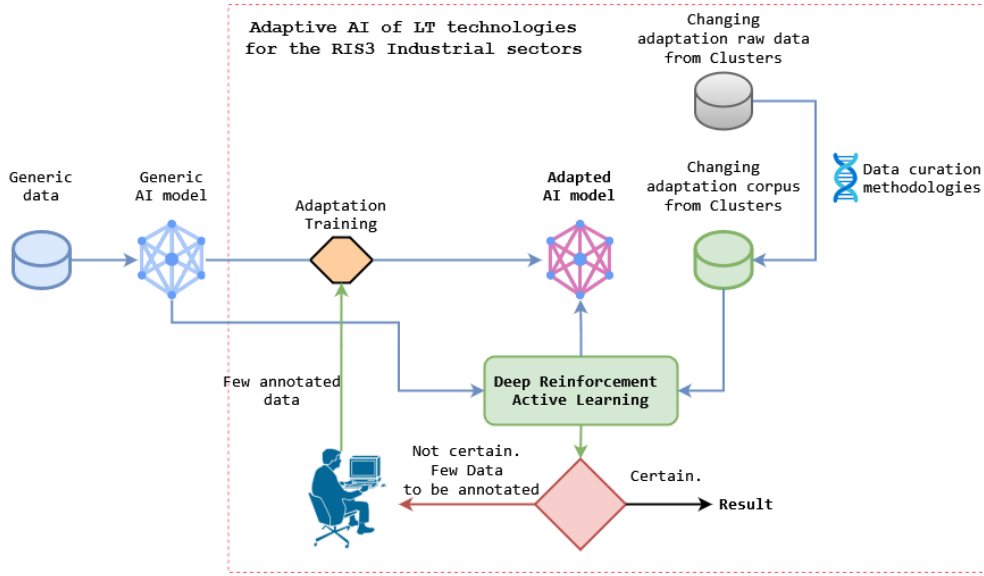 Adaptive AI of LT technologies
for the RIS3 Industrial sectors
Changing
adaptation raw data
from Clusters
Generic
data
Generic
AI model
Adaptation
Training
Adapted
AI model
Changing
adaptation corpus
from Clusters
Data curation
methodologies
Few annotated
data
Deep Reinforcement
Active Learning
Not certain.
Few Data
to be annotated
Certain.
Result